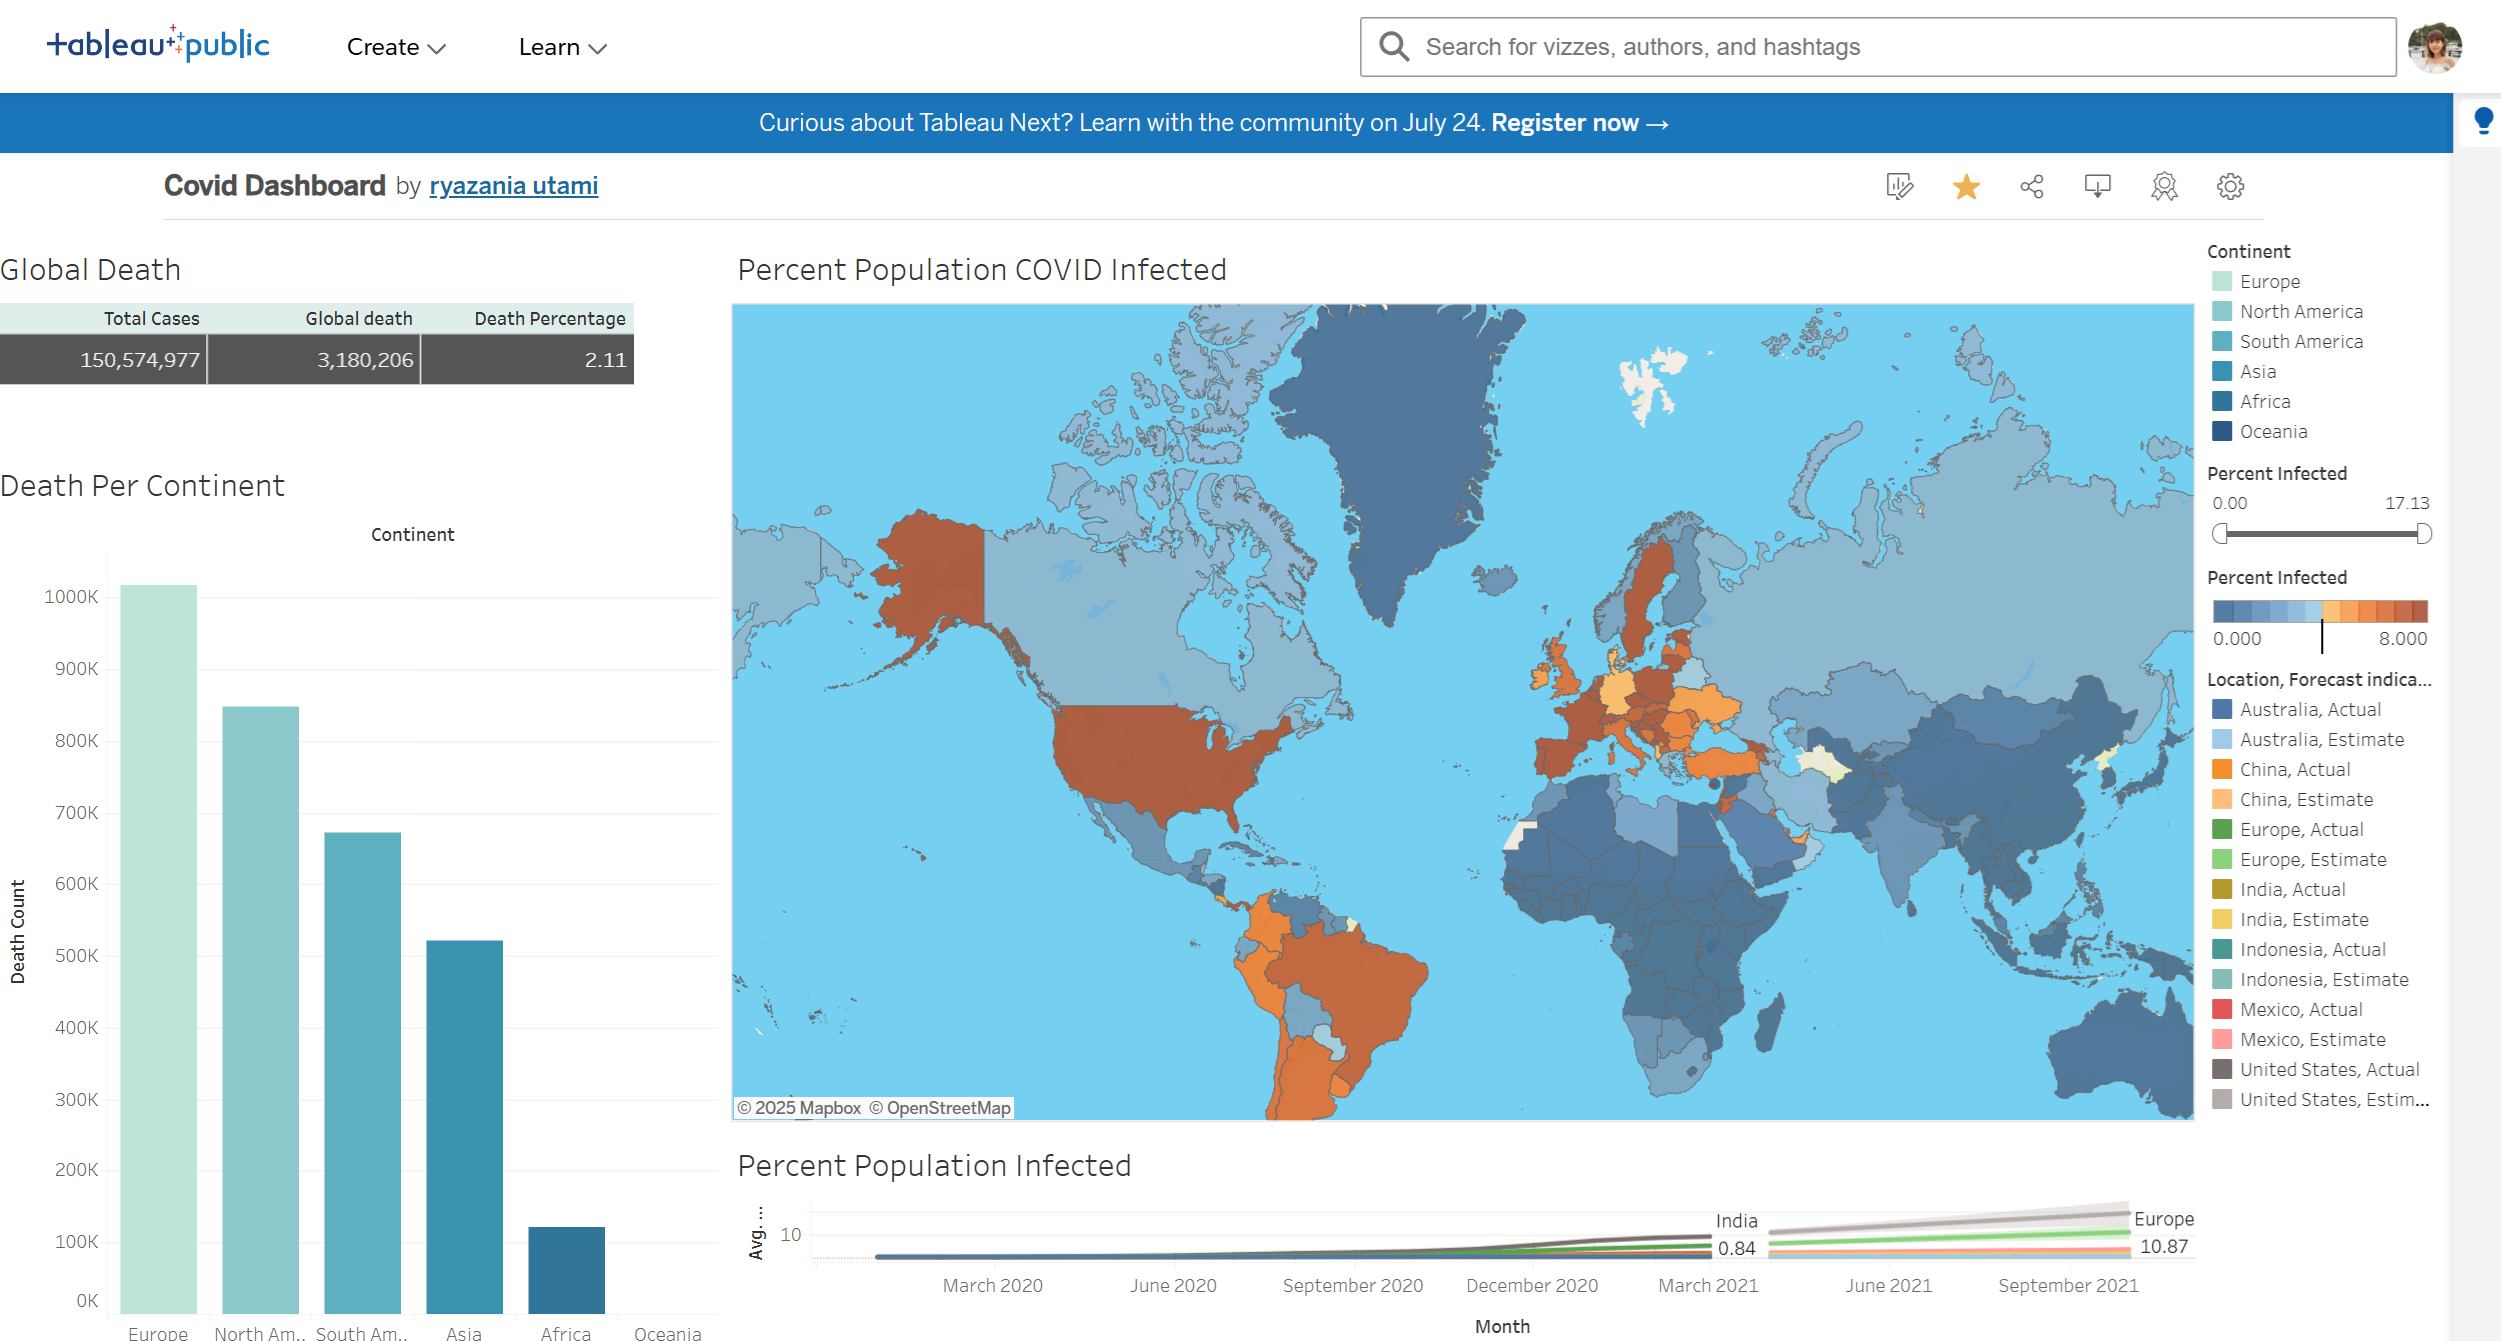 tableau public
Create
Learn
Search for vizzes, authors, and hashtags
Curious about Tableau Next? Learn with the community on July 24. Register now →
Covid Dashboard by ryazania utami
Global Death
Total Cases Global death Death Percentage
150,574,977 3,180,206 2.11
Death Per Continent
Continent
Death Count
1000K
900K
800K
700K
600K
500K
400K
300K
200K
100K
0K
Europe North Am.. South Am.. Asia Africa Oceania
Percent Population COVID Infected
© 2025 Mapbox © OpenStreetMap
Percent Population Infected
Avg. ...
10
India
0.84
Europe
10.87
March 2020 June 2020 September 2020 December 2020 March 2021 June 2021 September 2021
Month
Continent
Europe
North America
South America
Asia
Africa
Oceania
Percent Infected
0.00 17.13
Percent Infected
0.000 8.000
Location, Forecast indica...
Australia, Actual
Australia, Estimate
China, Actual
China, Estimate
Europe, Actual
Europe, Estimate
India, Actual
India, Estimate
Indonesia, Actual
Indonesia, Estimate
Mexico, Actual
Mexico, Estimate
United States, Actual
United States, Estim...